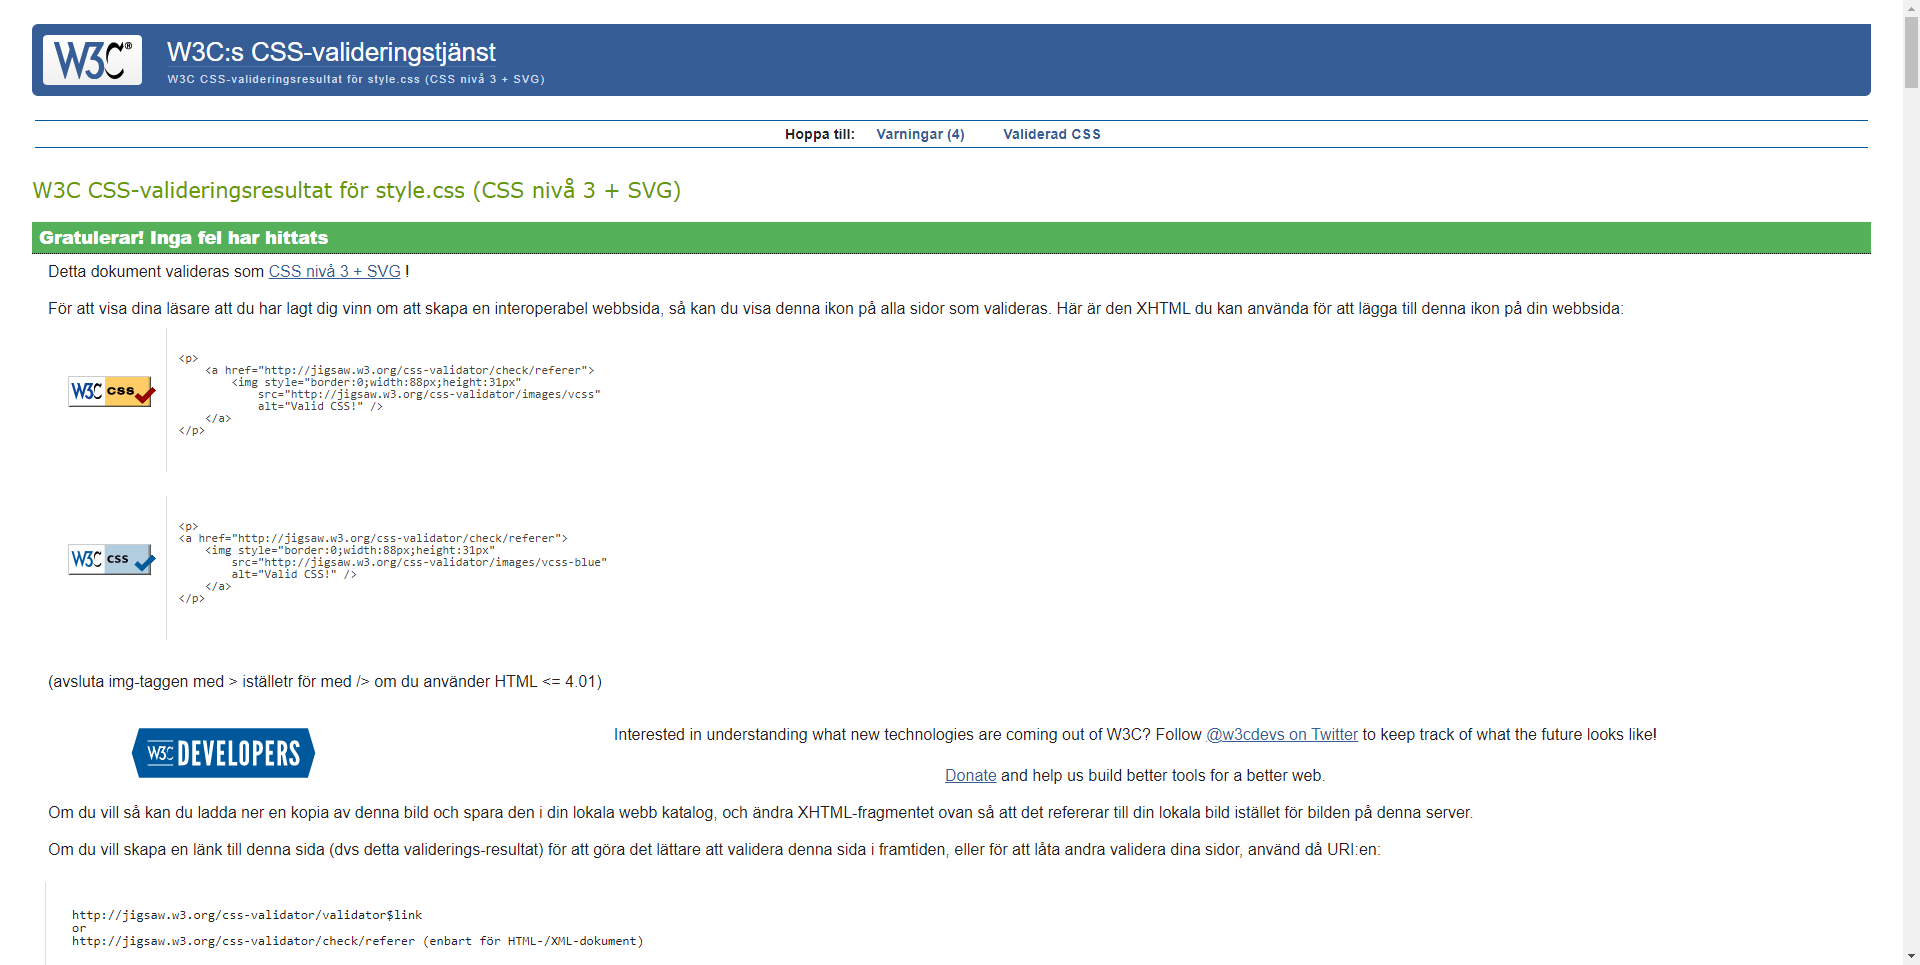 W3C®
W3C:s CSS-valideringstjänst
W3C CSS-valideringsresultat för style.css (CSS nivå 3 + SVG)
Hoppa till: Varningar (4) Validerad CSS
W3C CSS-valideringsresultat för style.css (CSS nivå 3 + SVG)
Gratulerar! Inga fel har hittats
Detta dokument valideras som CSS nivå 3 + SVG !
För att visa dina läsare att du har lagt dig vinn om att skapa en interoperabel webbsida, så kan du visa denna ikon på alla sidor som valideras. Här är den XHTML du kan använda för att lägga till denna ikon på din webbsida:
W3C css
<p>
    <a href="http://jigsaw.w3.org/css-validator/check/referer">
        <img style="border:0;width:88px;height:31px"
            src="http://jigsaw.w3.org/css-validator/images/vcss"
            alt="Valid CSS!" />
    </a>
</p>
W3C css
<p>
<a href="http://jigsaw.w3.org/css-validator/check/referer">
    <img style="border:0;width:88px;height:31px"
        src="http://jigsaw.w3.org/css-validator/images/vcss-blue"
        alt="Valid CSS!" />
    </a>
</p>
(avsluta img-taggen med > iställetr för med /> om du använder HTML <= 4.01)
W3C DEVELOPERS
Interested in understanding what new technologies are coming out of W3C? Follow @w3cdevs on Twitter to keep track of what the future looks like!
Donate and help us build better tools for a better web.
Om du vill så kan du ladda ner en kopia av denna bild och spara den i din lokala webb katalog, och ändra XHTML-fragmentet ovan så att det refererar till din lokala bild istället för bilden på denna server.
Om du vill skapa en länk till denna sida (dvs detta validerings-resultat) för att göra det lättare att validera denna sida i framtiden, eller för att låta andra validera dina sidor, använd då URI:en:
http://jigsaw.w3.org/css-validator/validator$link
or
http://jigsaw.w3.org/css-validator/check/referer (enbart för HTML-/XML-dokument)